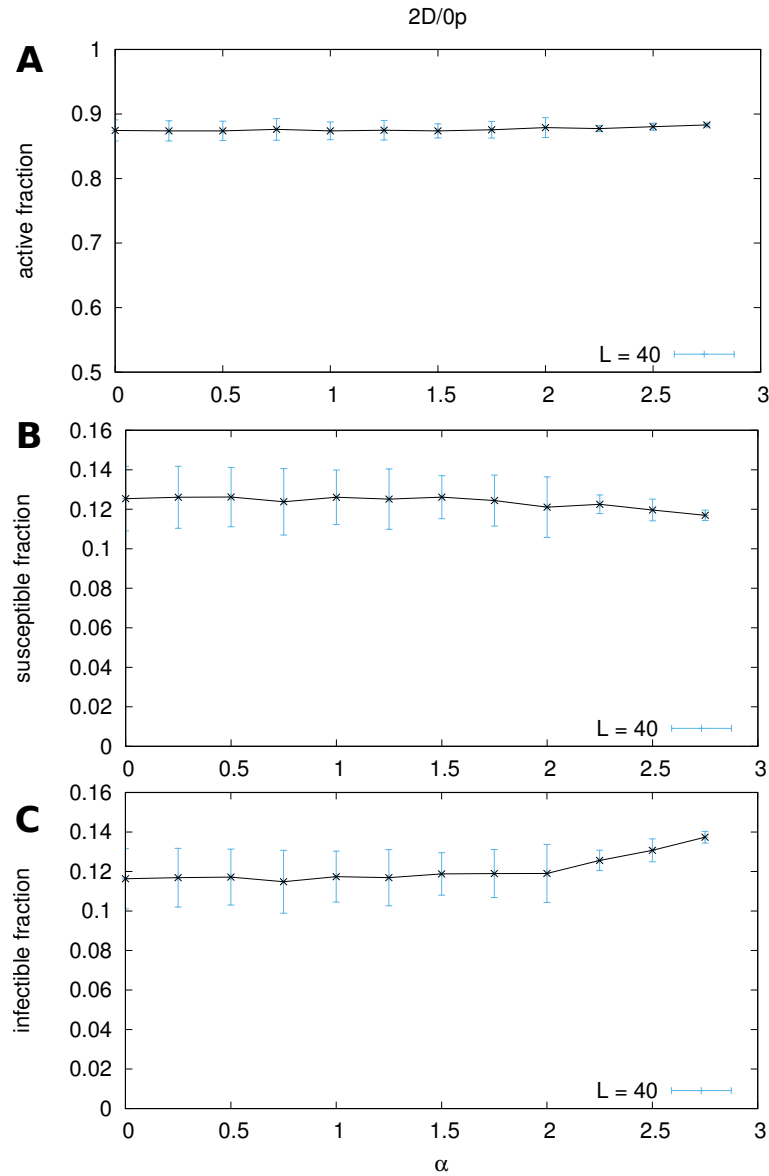 2D/0p
A
1
0.9
0.8
0.7
0.6
0.5
active fraction
L = 40
0 0.5 1 1.5 2 2.5 3
B
0.16
0.14
0.12
0.1
0.08
0.06
0.04
0.02
0
susceptible fraction
L = 40
0 0.5 1 1.5 2 2.5 3
C
0.16
0.14
0.12
0.1
0.08
0.06
0.04
0.02
0
infectible fraction
L = 40
0 0.5 1 1.5 2 2.5 3
α